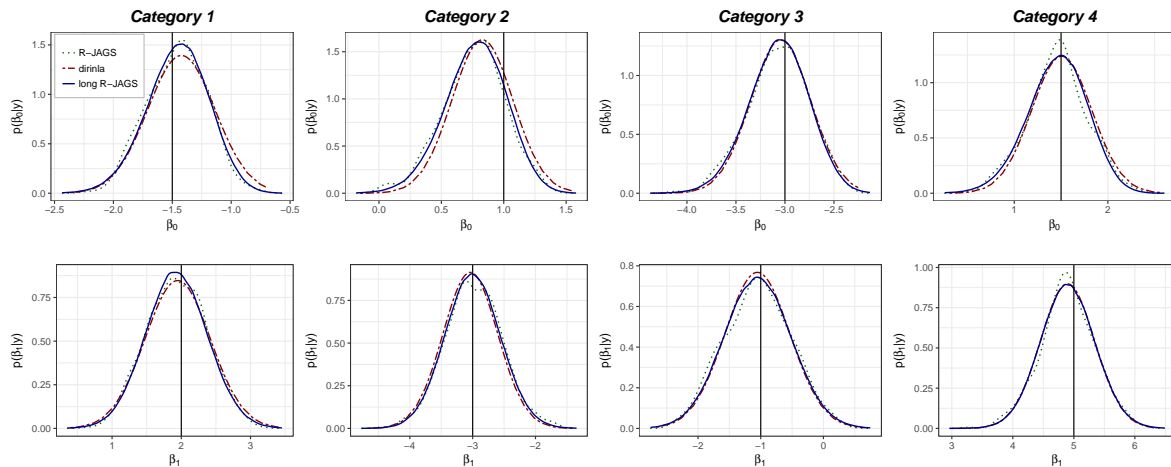 Category 1
Category 2
Category 3
Category 4
R−JAGS
dirinla
long R−JAGS
p(β0|y)
1.5
1.0
0.5
0.0
−2.5 −2.0 −1.5 −1.0 −0.5
β0
p(β0|y)
1.5
1.0
0.5
0.0
0.0 0.5 1.0 1.5
β0
p(β0|y)
1.0
0.5
0.0
−4.0 −3.5 −3.0 −2.5
β0
p(β0|y)
1.0
0.5
0.0
1 2
β0
p(β1|y)
0.75
0.50
0.25
0.00
1 2 3
β1
p(β1|y)
0.75
0.50
0.25
0.00
−4 −3 −2
β1
p(β1|y)
0.8
0.6
0.4
0.2
0.0
−2 −1 0
β1
p(β1|y)
1.00
0.75
0.50
0.25
0.00
3 4 5 6
β1